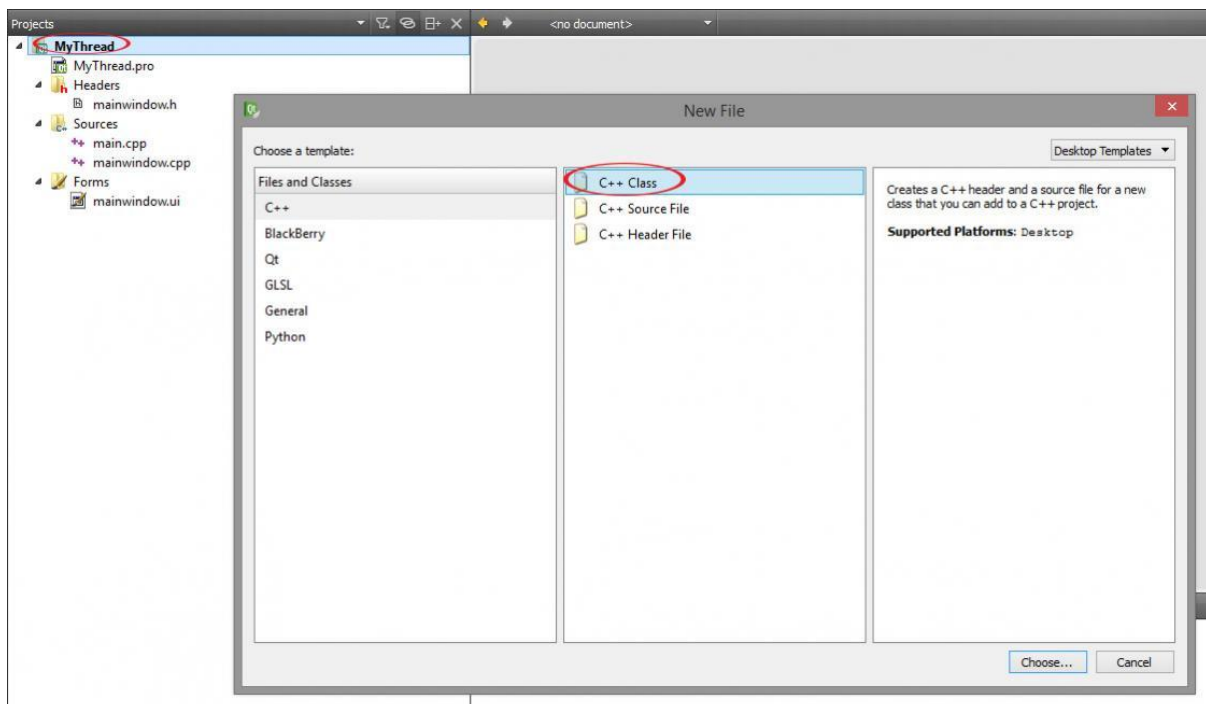 Projects
<no document>
MyThread
MyThread.pro
Headers
mainwindow.h
Sources
main.cpp
mainwindow.cpp
Forms
mainwindow.ui
New File
Choose a template:
Desktop Templates
Files and Classes
C++
BlackBerry
Qt
GLSL
General
Python
C++ Class
C++ Source File
C++ Header File
Creates a C++ header and a source file for a new
class that you can add to a C++ project.
Supported Platforms: Desktop
Choose...
Cancel